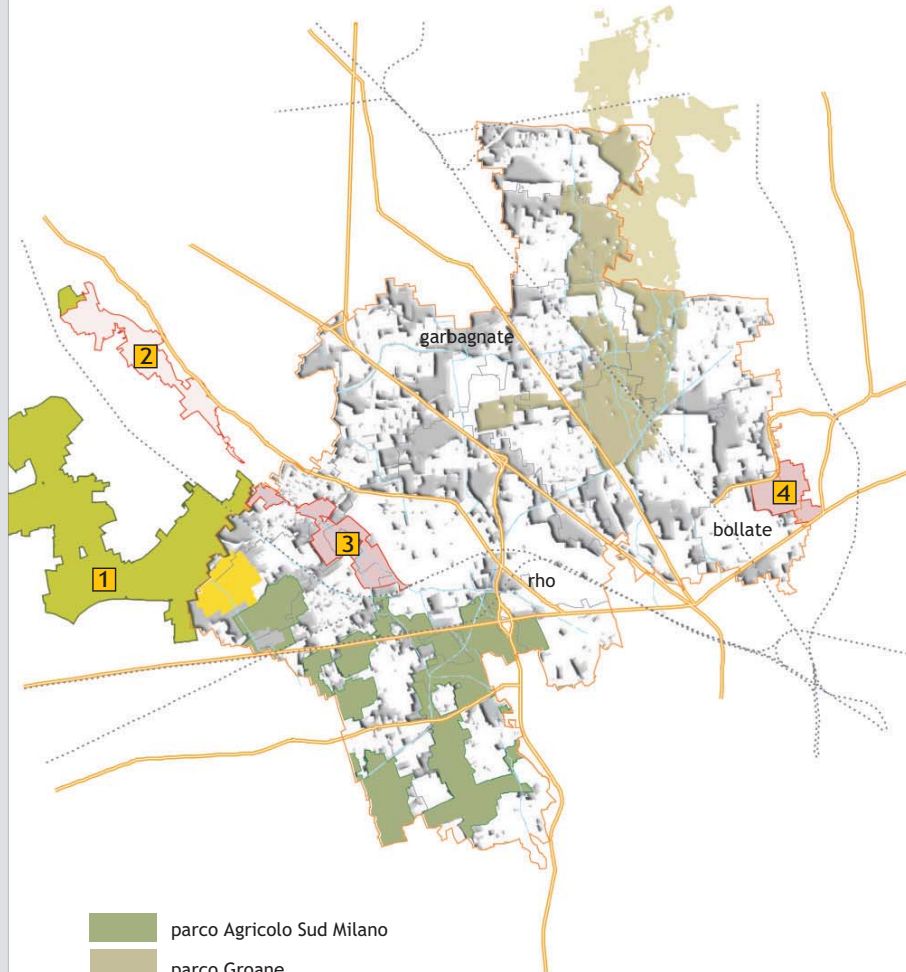 garbagnate
2
4
bollate
3
rho
1
parco Agricolo Sud Milano
parco Groane